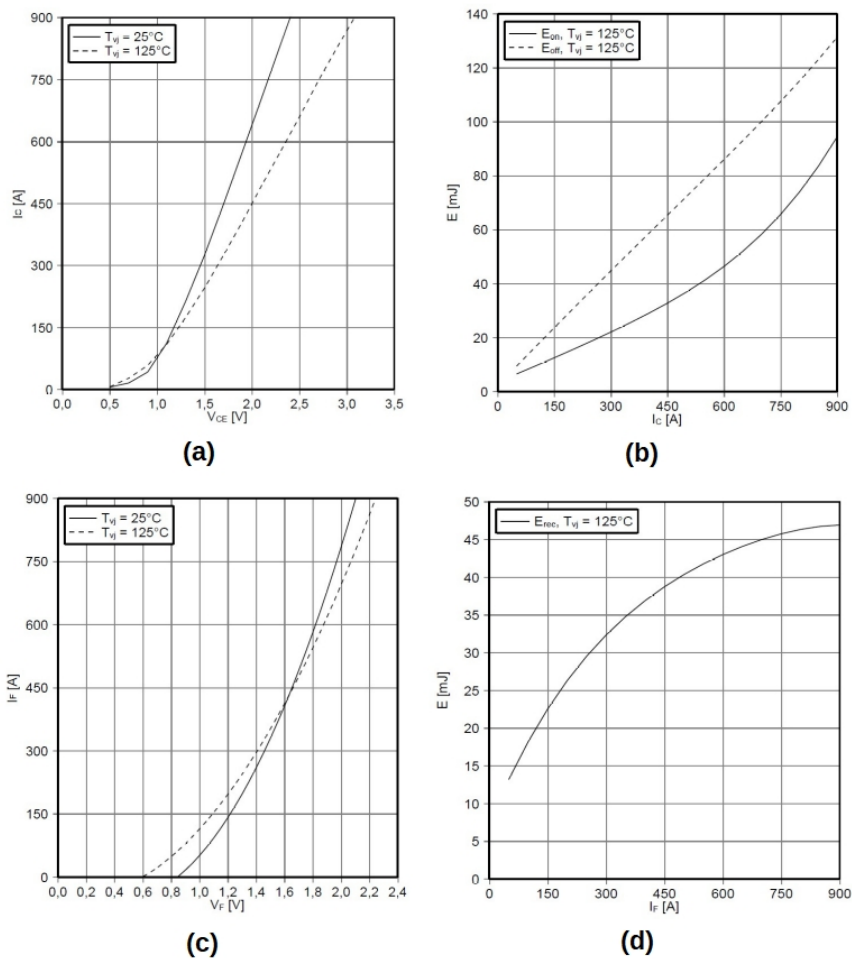 900
750
600
450
300
150
0
I_C [A]
T_vj = 25°C
T_vj = 125°C
0,0 0,5 1,0 1,5 2,0 2,5 3,0 3,5
V_CE [V]
(a)
140
120
100
80
60
40
20
0
E [mJ]
E_on, T_vj = 125°C
E_off, T_vj = 125°C
0 150 300 450 600 750 900
I_C [A]
(b)
900
750
600
450
300
150
0
I_F [A]
T_vj = 25°C
T_vj = 125°C
0,0 0,2 0,4 0,6 0,8 1,0 1,2 1,4 1,6 1,8 2,0 2,2 2,4
V_F [V]
(c)
50
45
40
35
30
25
20
15
10
5
0
E [mJ]
E_rec, T_vj = 125°C
0 150 300 450 600 750 900
I_F [A]
(d)